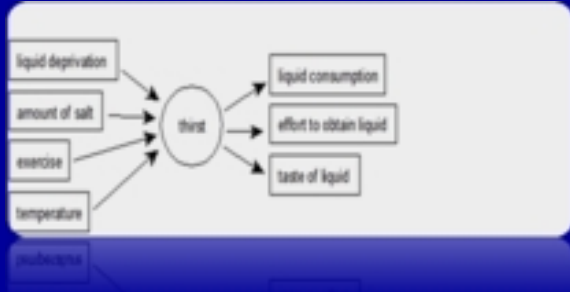 liquid deprivation
amount of salt
exercise
temperature
thirst
liquid consumption
effort to obtain liquid
taste of liquid